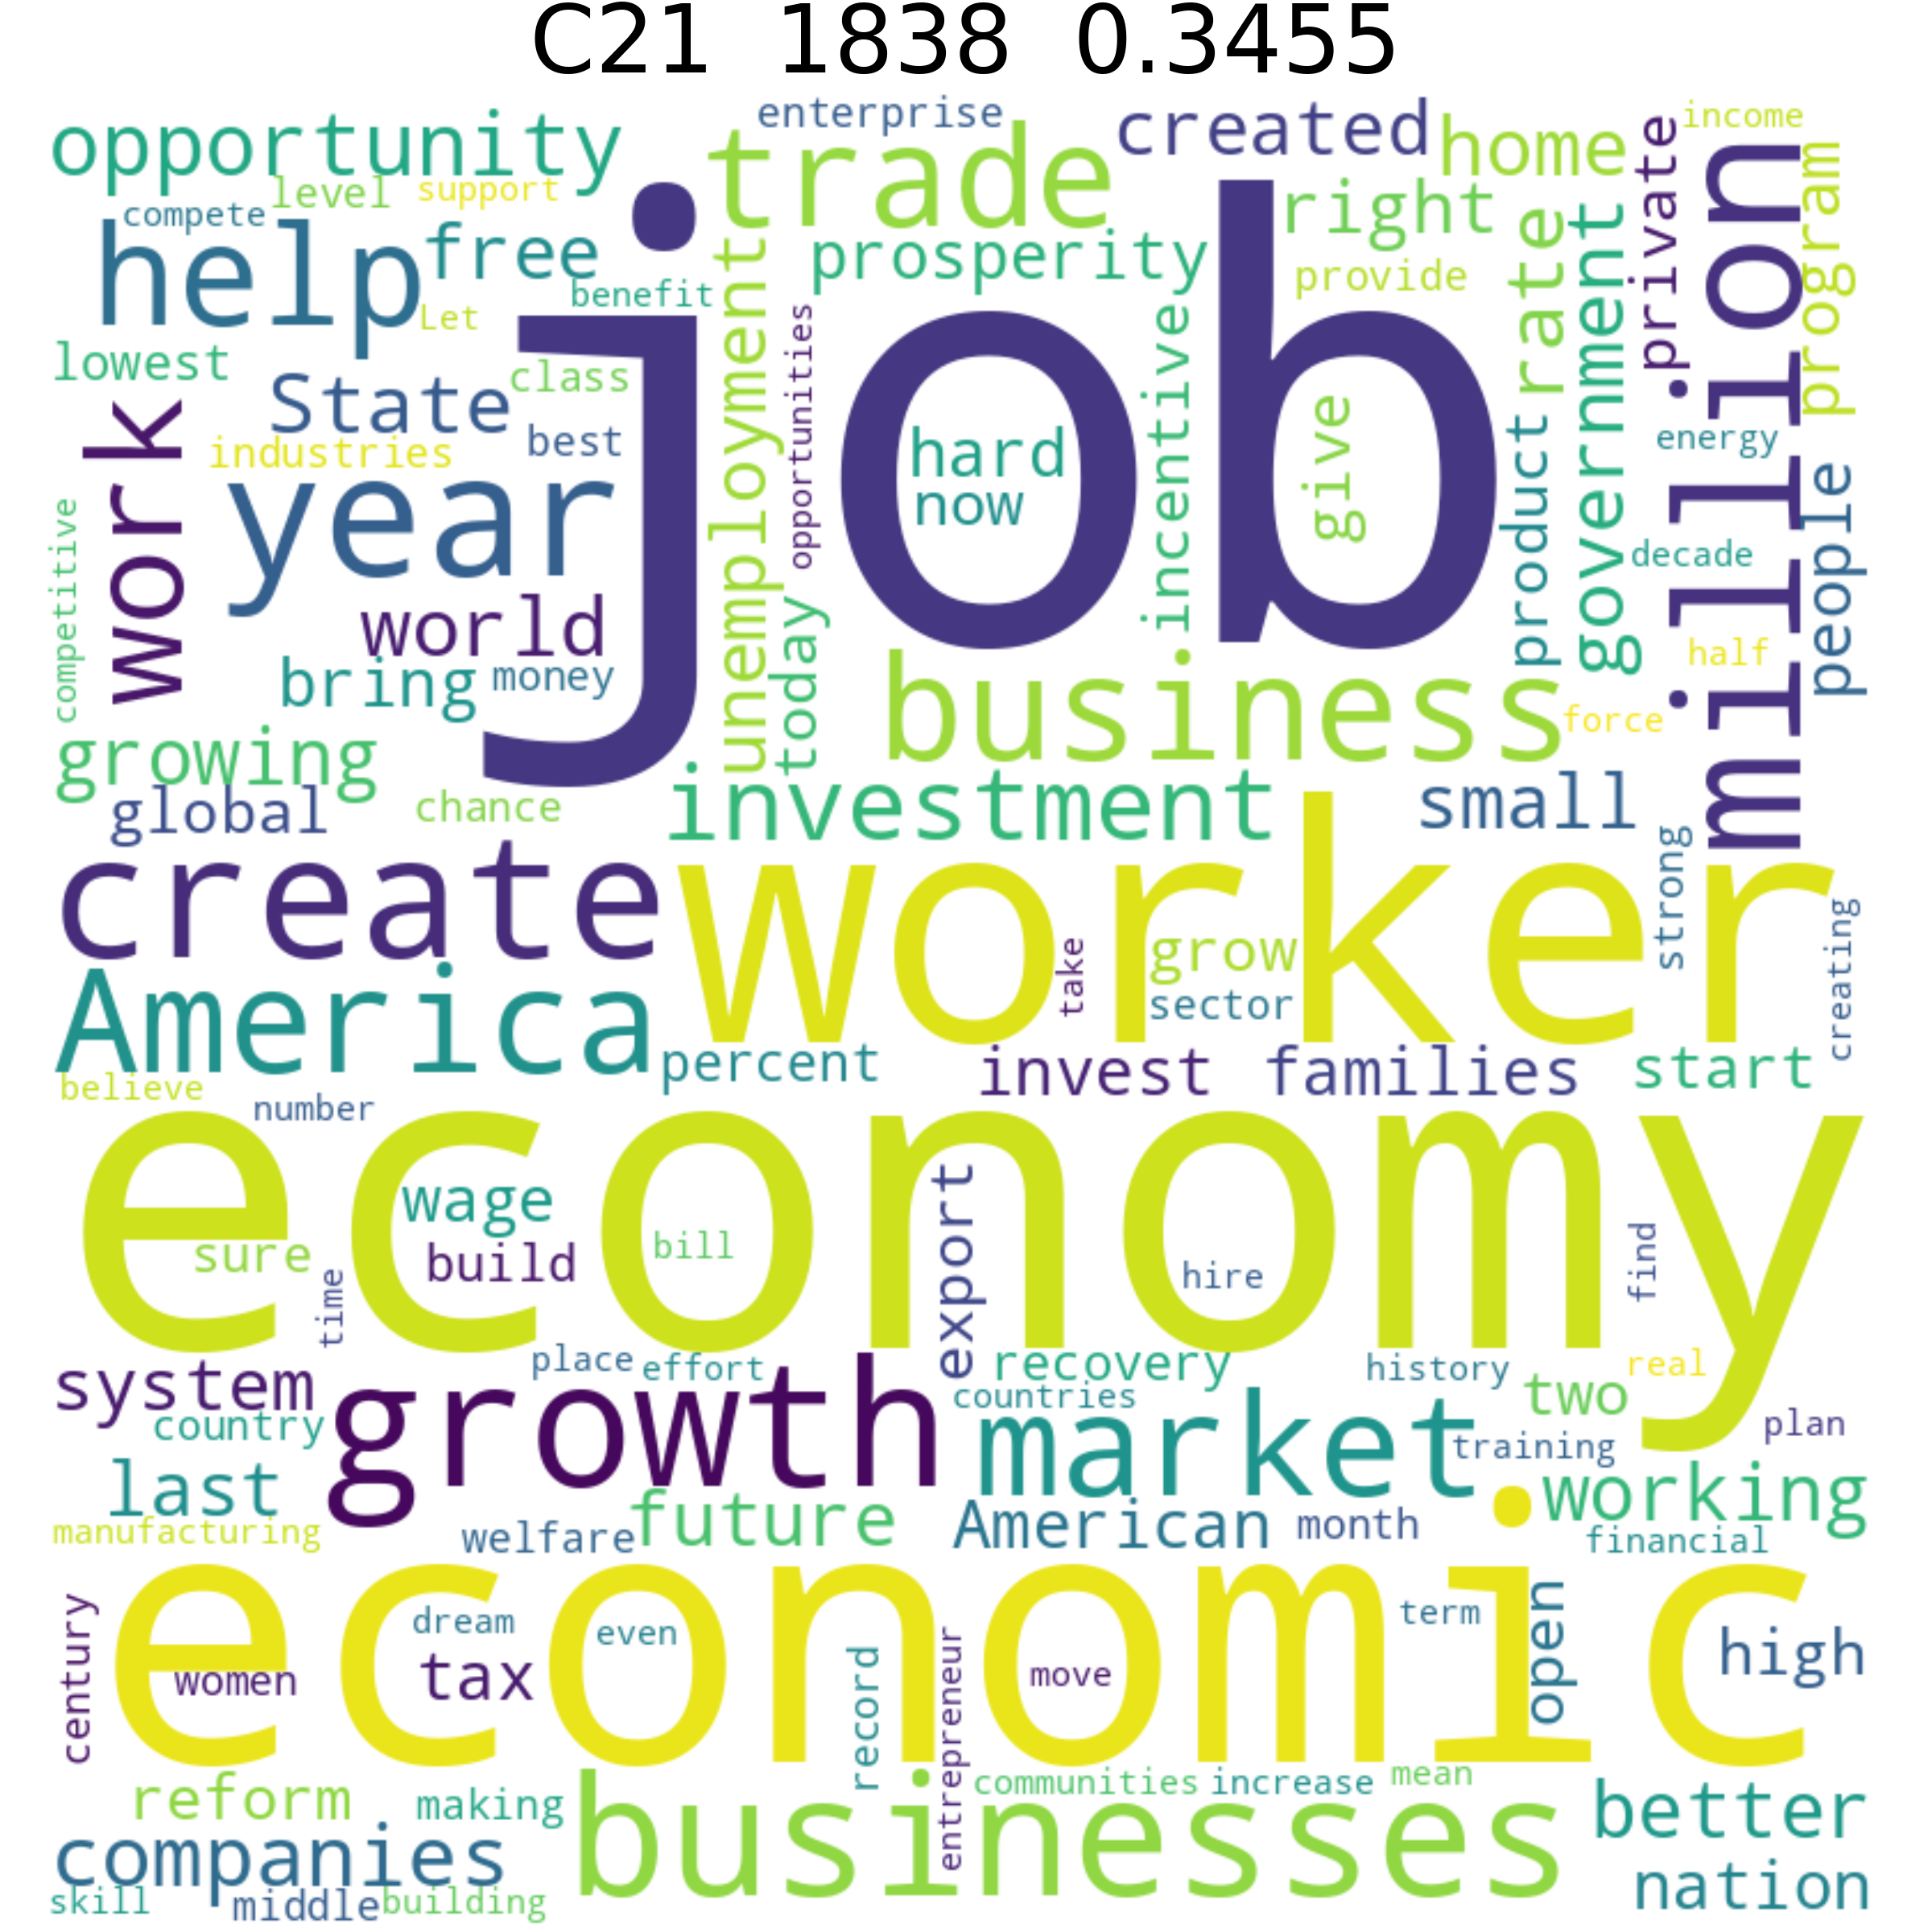 C21 1838 0.3455
enterprise
created
income
opportunity
trade
home
private
million
program
level
support
compete
help
free
right
rate
government
prosperity
provide
benefit
Let
job
unemployment
opportunities
incentive
lowest
class
State
work
best
industries
hard
now
give
product
energy
people
year
competitive
decade
world
today
half
bring
money
business
force
growing
investment
small
global
chance
strong
create
worker
creating
take
grow
sector
America
percent
invest
families
start
believe
number
economy
wage
export
sure
build
bill
hire
find
time
place
effort
recovery
history
real
system
growth
countries
two
country
market
training
plan
last
working
future
manufacturing
welfare
American
month
financial
economic
century
dream
even
term
open
women
tax
record
entrepreneur
move
high
reform
making
communities
increase
mean
businesses
better
companies
nation
skill
middle
building